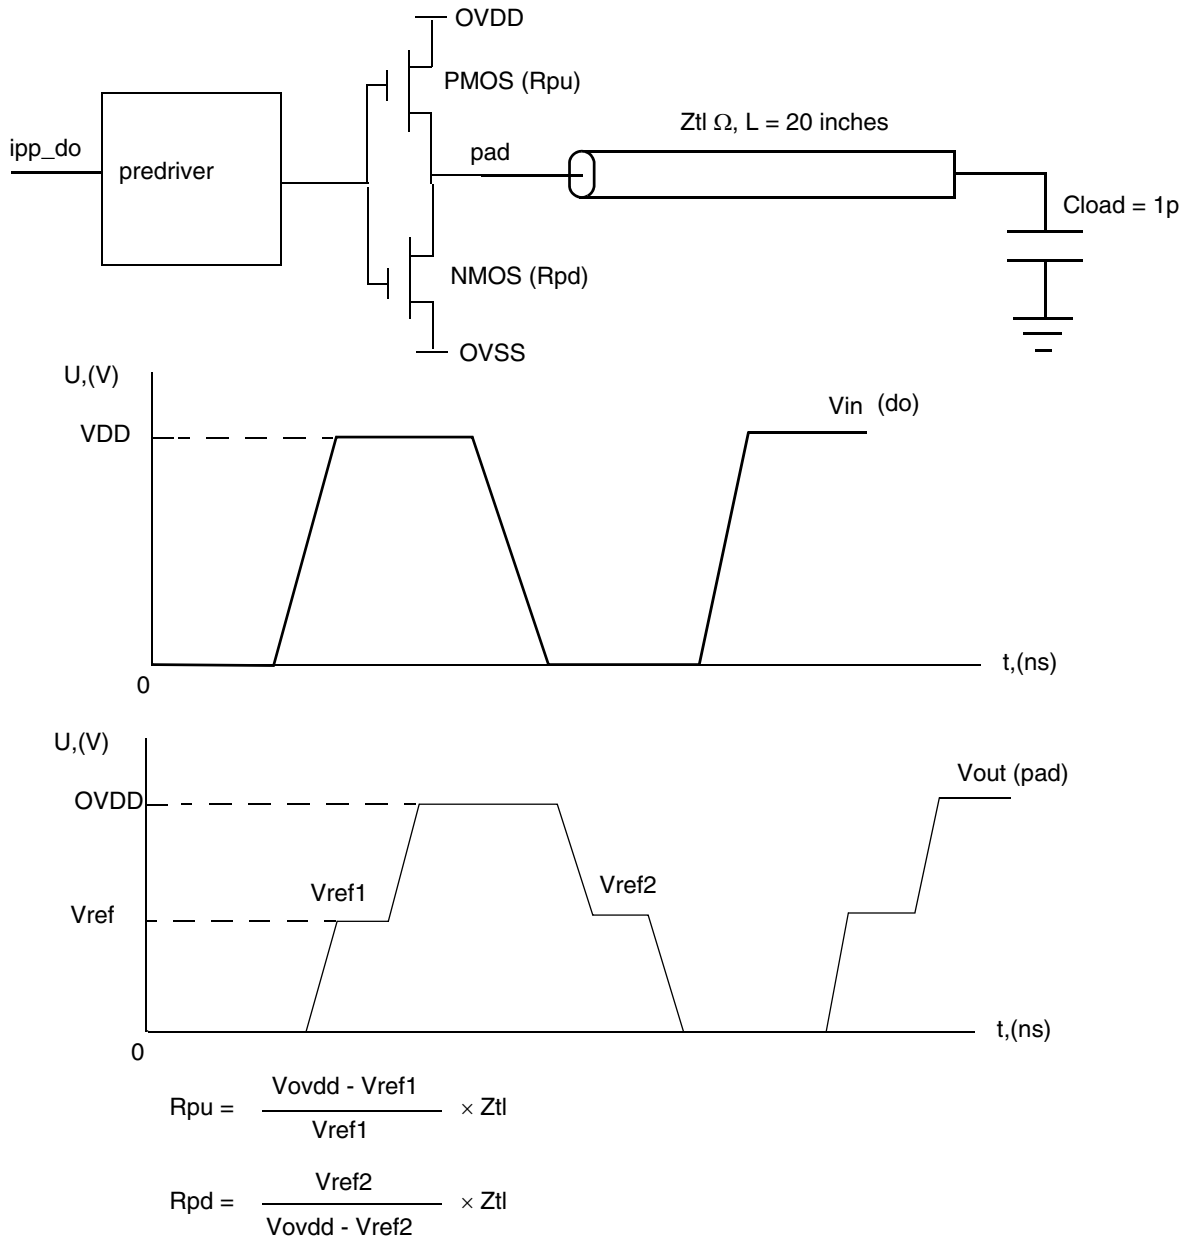 OVDD
PMOS (Rpu)
Ztl Ω, L = 20 inches
ipp_do
predriver
pad
Cload = 1p
NMOS (Rpd)
OVSS
U,(V)
VDD
Vin (do)
t,(ns)
0
U,(V)
OVDD
Vout (pad)
Vref1
Vref2
Vref
t,(ns)
0
Vovdd - Vref1
Rpu = × Ztl
Vref1
Vref2
Rpd = × Ztl
Vovdd - Vref2